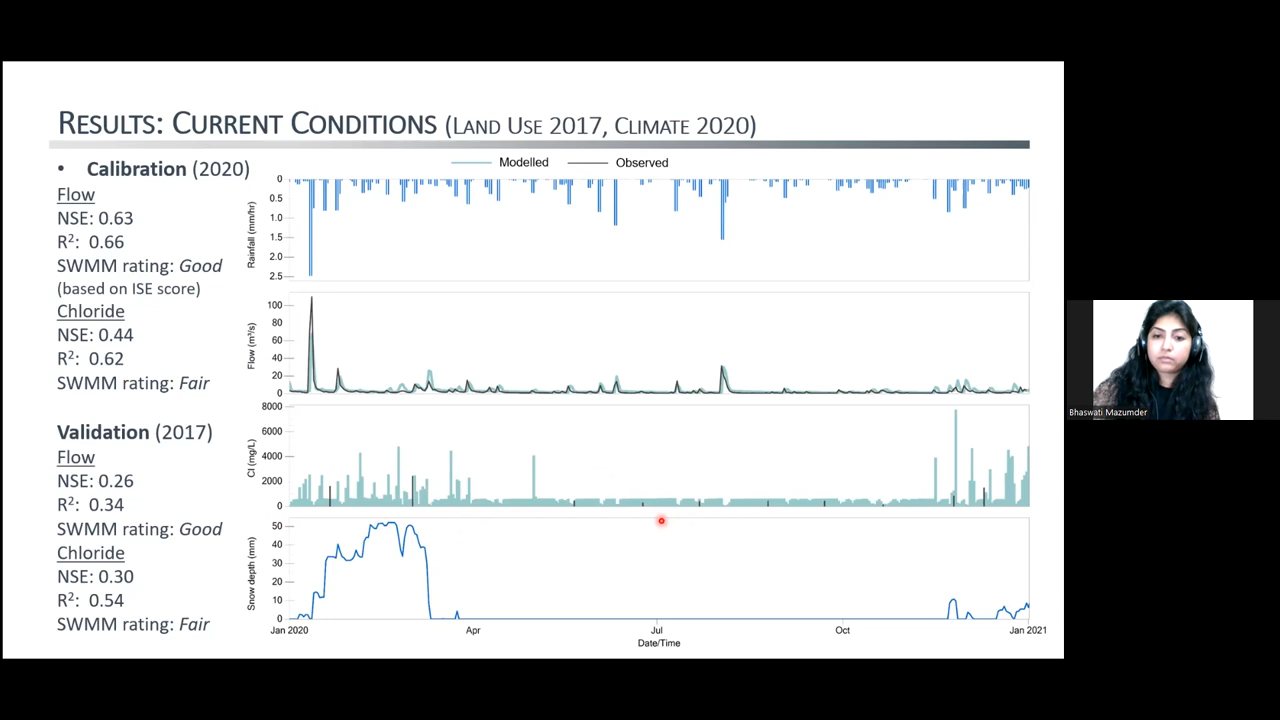 RESULTS: CURRENT CONDITIONS (LAND USE 2017, CLIMATE 2020)
• Calibration (2020)
Flow
NSE: 0.63
R²: 0.66
SWMM rating: Good
(based on ISE score)
Chloride
NSE: 0.44
R²: 0.62
SWMM rating: Fair
Validation (2017)
Flow
NSE: 0.26
R²: 0.34
SWMM rating: Good
Chloride
NSE: 0.30
R²: 0.54
SWMM rating: Fair
Modelled Observed
Rainfall (mm/hr)
0
0.5
1.0
1.5
2.0
2.5
Flow (m³/s)
100
80
60
40
20
0
Cl (mg/L)
8000
6000
4000
2000
0
Snow depth (mm)
50
40
30
20
10
0
Jan 2020 Apr Jul Oct Jan 2021
Date/Time
Bhaswati Mazumder